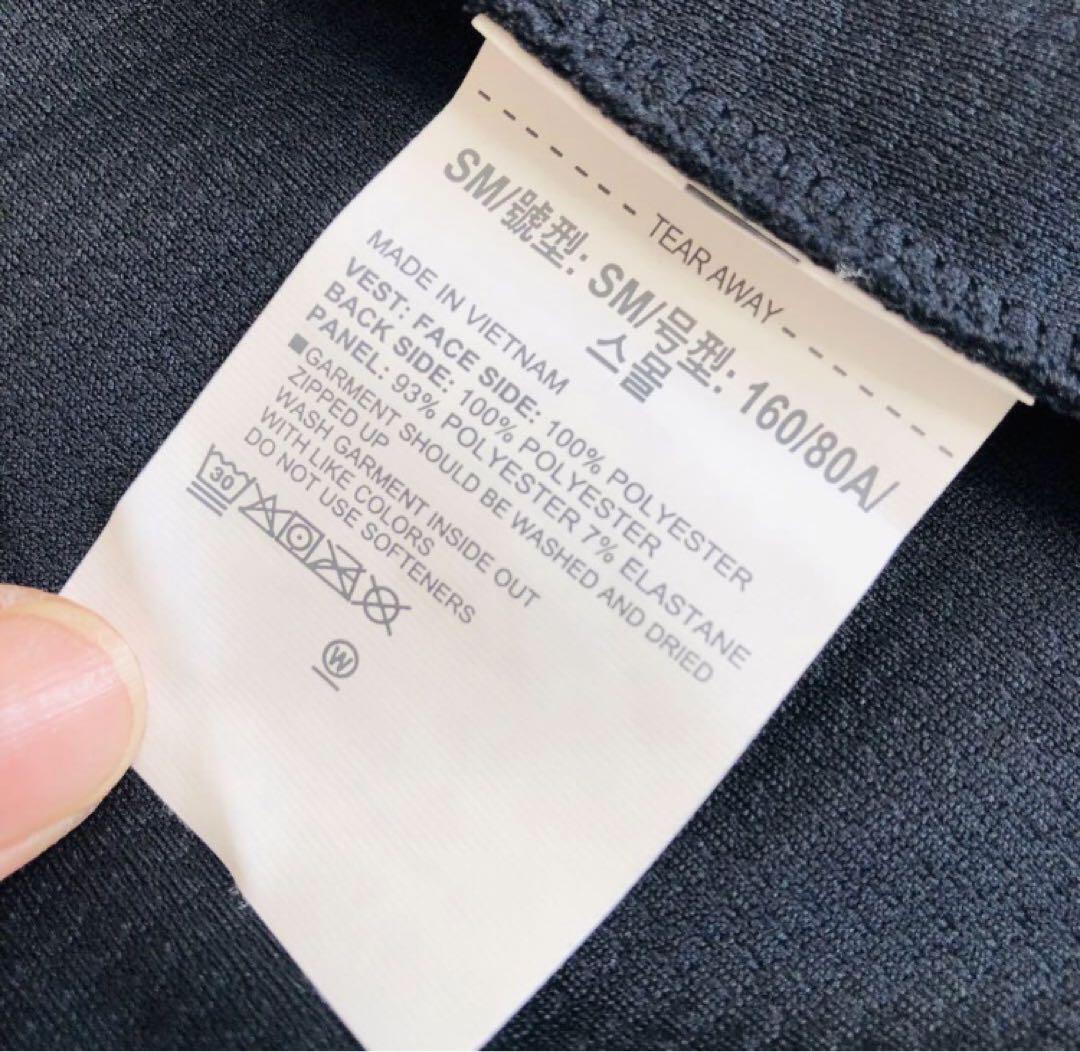 TEAR AWAY
SM/號型: SM/号型: 160/80A/
스몰
MADE IN VIETNAM
VEST: FACE SIDE: 100% POLYESTER
BACK SIDE: 100% POLYESTER
PANEL: 93% POLYESTER 7% ELASTANE
■GARMENT SHOULD BE WASHED AND DRIED
ZIPPED UP
WASH GARMENT INSIDE OUT
WITH LIKE COLORS
DO NOT USE SOFTENERS
30
W